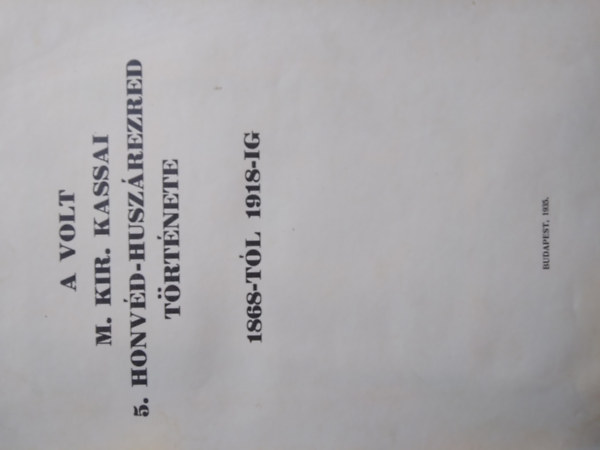 A VOLT
M. KIR. KASSAI
5. HONVÉD-HUSZÁREZRED
TÖRTÉNETE
1868-TÓL 1918-IG
BUDAPEST, 1935.